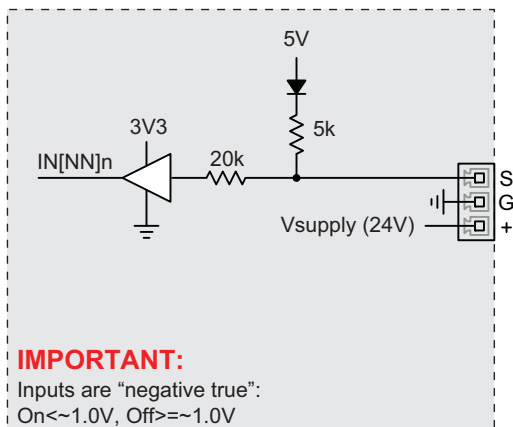 5V
5k
3V3
IN[NN]n
20k
S
G
Vsupply (24V)
+
IMPORTANT:
Inputs are “negative true”:
On<~1.0V, Off>=~1.0V